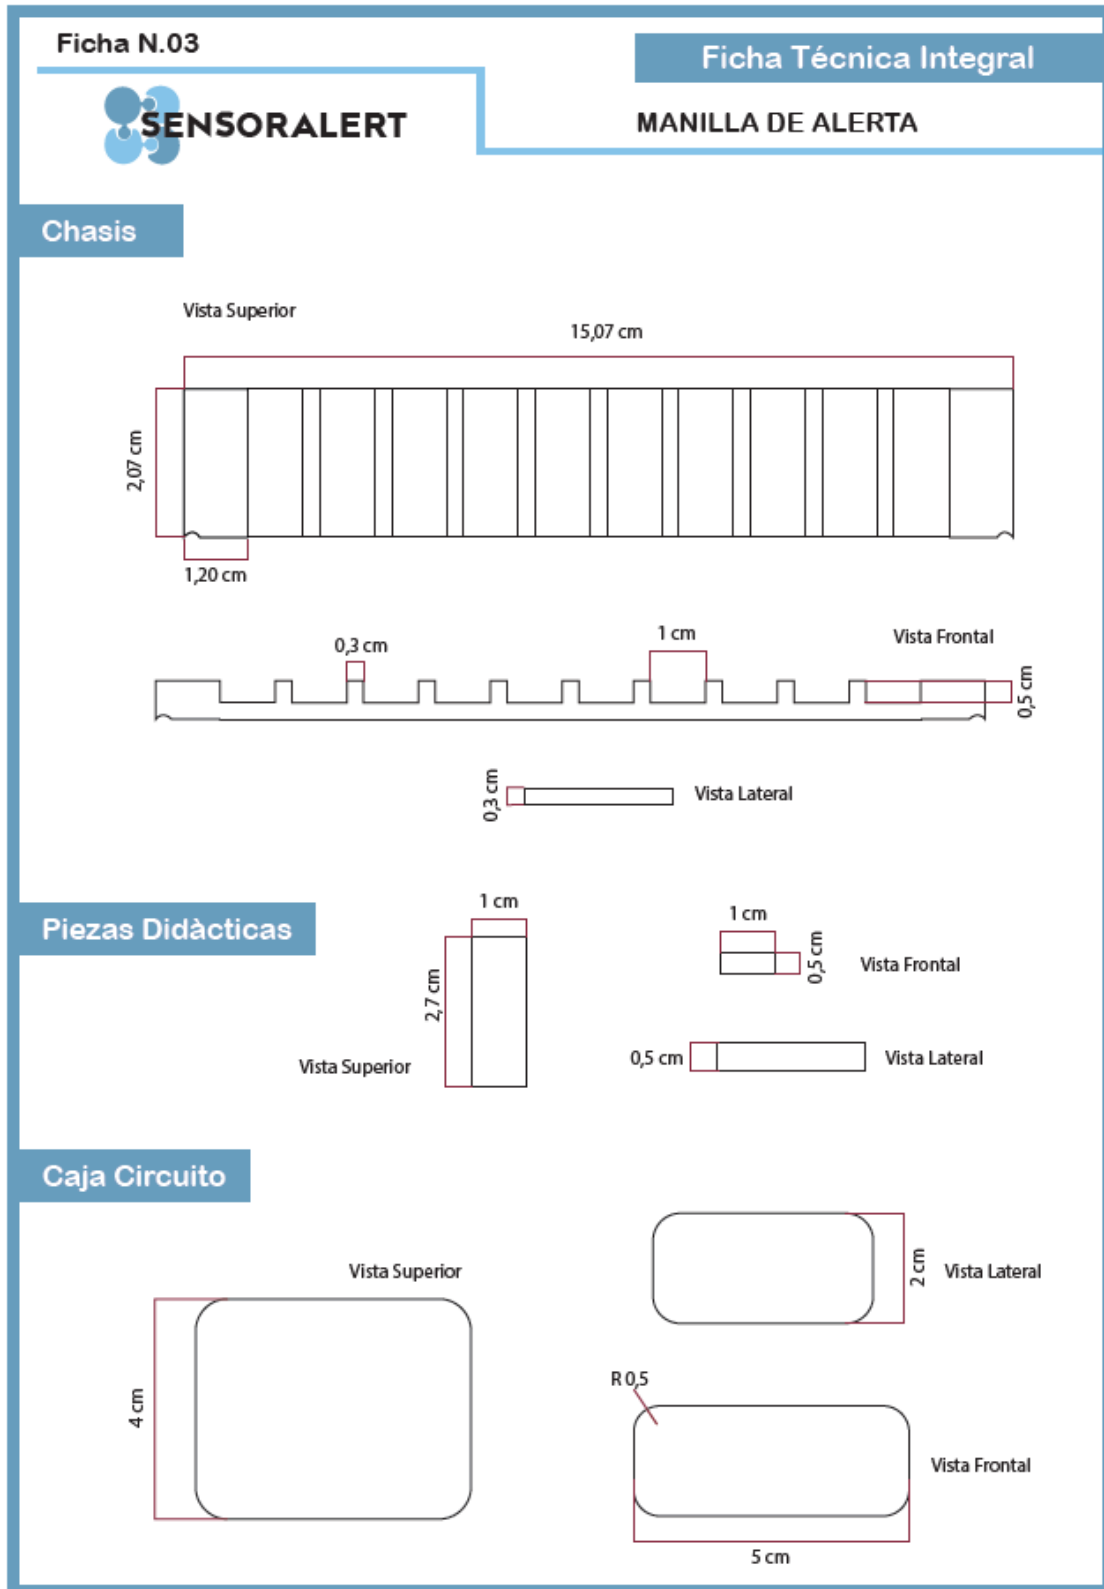 Ficha N.03
Ficha Técnica Integral
SENSORALERT
MANILLA DE ALERTA
Chasis
Vista Superior
15,07 cm
2,07 cm
1,20 cm
0,3 cm
1 cm
Vista Frontal
0,5 cm
0,3 cm
Vista Lateral
Piezas Didàcticas
1 cm
2,7 cm
Vista Superior
1 cm
0,5 cm
Vista Frontal
0,5 cm
Vista Lateral
Caja Circuito
Vista Superior
4 cm
2 cm
Vista Lateral
R 0,5
Vista Frontal
5 cm